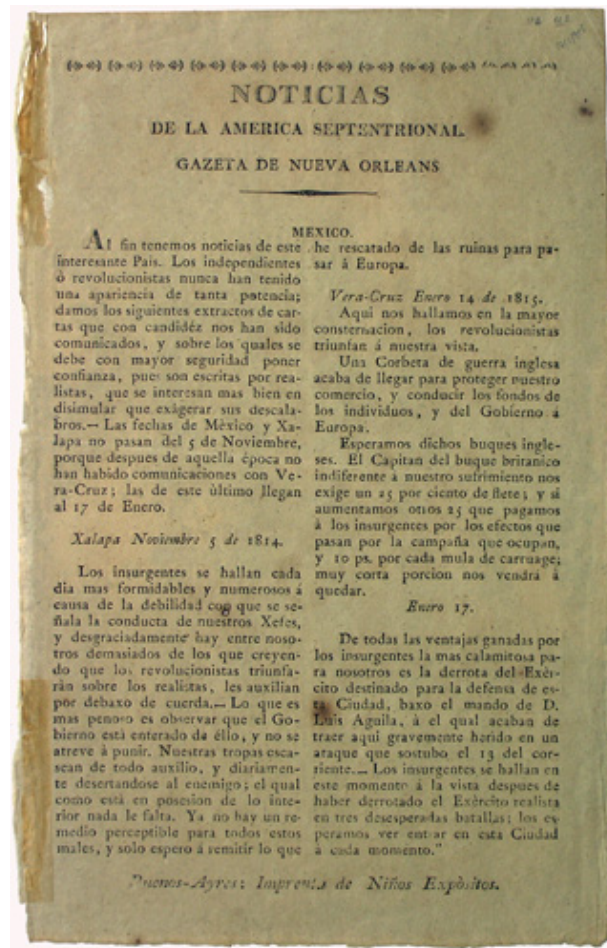 NOTICIAS
DE LA AMERICA SEPTENTRIONAL.
GAZETA DE NUEVA ORLEANS
MEXICO.
Al fin tenemos noticias de este
interesante Pais. Los independientes
ò revolucionistas nunca han tenido
una apariencia de tanta potencia;
damos los siguientes extractos de car-
tas que con candidéz nos han sido
comunicados, y sobre los quales se
debe con mayor seguridad poner
confianza, pues son escritas por rea-
listas, que se interesan mas bien en
disimular que exâgerar sus descala-
bros.— Las fechas de México y Xa-
lapa no pasan del 5 de Noviembre,
porque despues de aquella época no
han habido comunicaciones con Ve-
ra-Cruz; las de este ùltimo llegan
al 17 de Enero.
Xalapa Noviembre 5 de 1814.
Los insurgentes se hallan cada
dia mas formidables y numerosos á
causa de la debilidad con que se se-
ñala la conducta de nuestros Xefes,
y desgraciadamente hay entre noso-
tros demasiados de los que creyen-
do que los revolucionistas triunfa-
ràn sobre los realistas, les auxilian
por debaxo de cuerda.— Lo que es
mas penoso es observar que el Go-
bierno está enterado de éllo, y no se
atreve à punir. Nuestras tropas esca-
sean de todo auxilio, y diariamen-
te desertandose al enemigo; el qual
como está en posesion de lo inte-
rior nada le falta. Ya no hay un re-
medio perceptible para todos estos
males, y solo espero à remitir lo que
he rescatado de las ruinas para pa-
sar á Europa.
Vera-Cruz Enero 14 de 1815.
Aqui nos hallamos en la mayor
consternacion, los revolucionistas
triunfan á nuestra vista.
Una Corbeta de guerra inglesa
acaba de llegar para proteger nuestro
comercio, y conducir los fondos de
los individuos, y del Gobierno á
Europa.
Esperamos dichos buques ingle-
ses. El Capitan del buque britanico
indiferente à nuestro sufrimiento nos
exige un 25 por ciento de flete; y si
aumentamos otros 25 que pagamos
à los insurgentes por los efectos que
pasan por la campaña que ocupan,
y 10 ps. por cada mula de carruage;
muy corta porcion nos vendrá á
quedar.
Enero 17.
De todas las ventajas ganadas por
los insurgentes la mas calamitosa pa-
ra nosotros es la derrota del Exèr-
cito destinado para la defensa de es-
ta Ciudad, baxo el mando de D.
Luis Aguila, à el qual acaban de
traer aqui gravemente herido en un
ataque que sostubo el 13 del cor-
riente.— Los insurgentes se hallan en
este momento à la vista despues de
haber derrotado el Exèrcito realista
en tres desesperadas batallas; los es-
peramos ver entrar en esta Ciudad
à cada momento."
Buenos-Ayres: Imprenta de Niños Expòsitos.